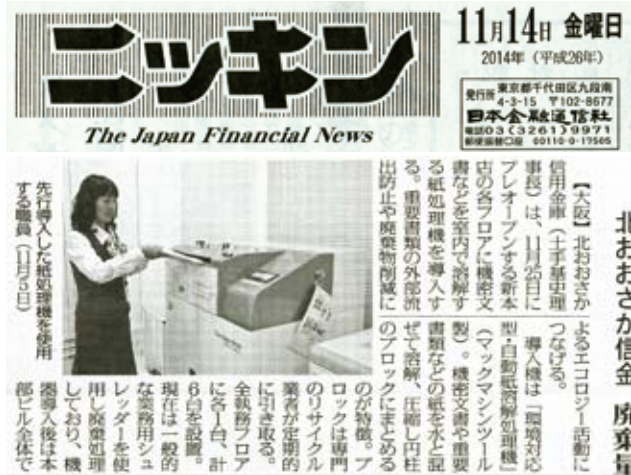 ニッキン
The Japan Financial News
11月14日 金曜日
2014年（平成26年）
発行所 東京都千代田区九段南
4-3-15 〒102-8677
日本金融通信社
電話03(3261)9971
郵便振替口座 00110-9-17505
北おおさか信金 廃棄
【大阪】北おおさか
信用金庫（土手基史理
事長）は、11月25日に
プレオープンする新本
店の各フロアに機密文
書などを室内で溶解す
る紙処理機を導入す
る。重要書類の外部流
出防止や廃棄物削減に
よるエコロジー活動に
つなげる。
導入機は「環境対応
型・自動紙溶解処理機」
（マックマシンツール
製）。機密文書や重要
書類などの紙を水と混
ぜて溶解、圧縮し円柱
のブロックにまとめる
のが特徴。ブ
ロックは専門
のリサイクル
業者が定期的
に引き取る。
全執務フロア
に各1台、計
6台を設置。
現在は一般的
な業務用シュ
レッダーを使
用し廃棄処理
しており、機
器導入後は本
部ビル全体で
先行導入した紙処理機を使用
する職員（11月5日）